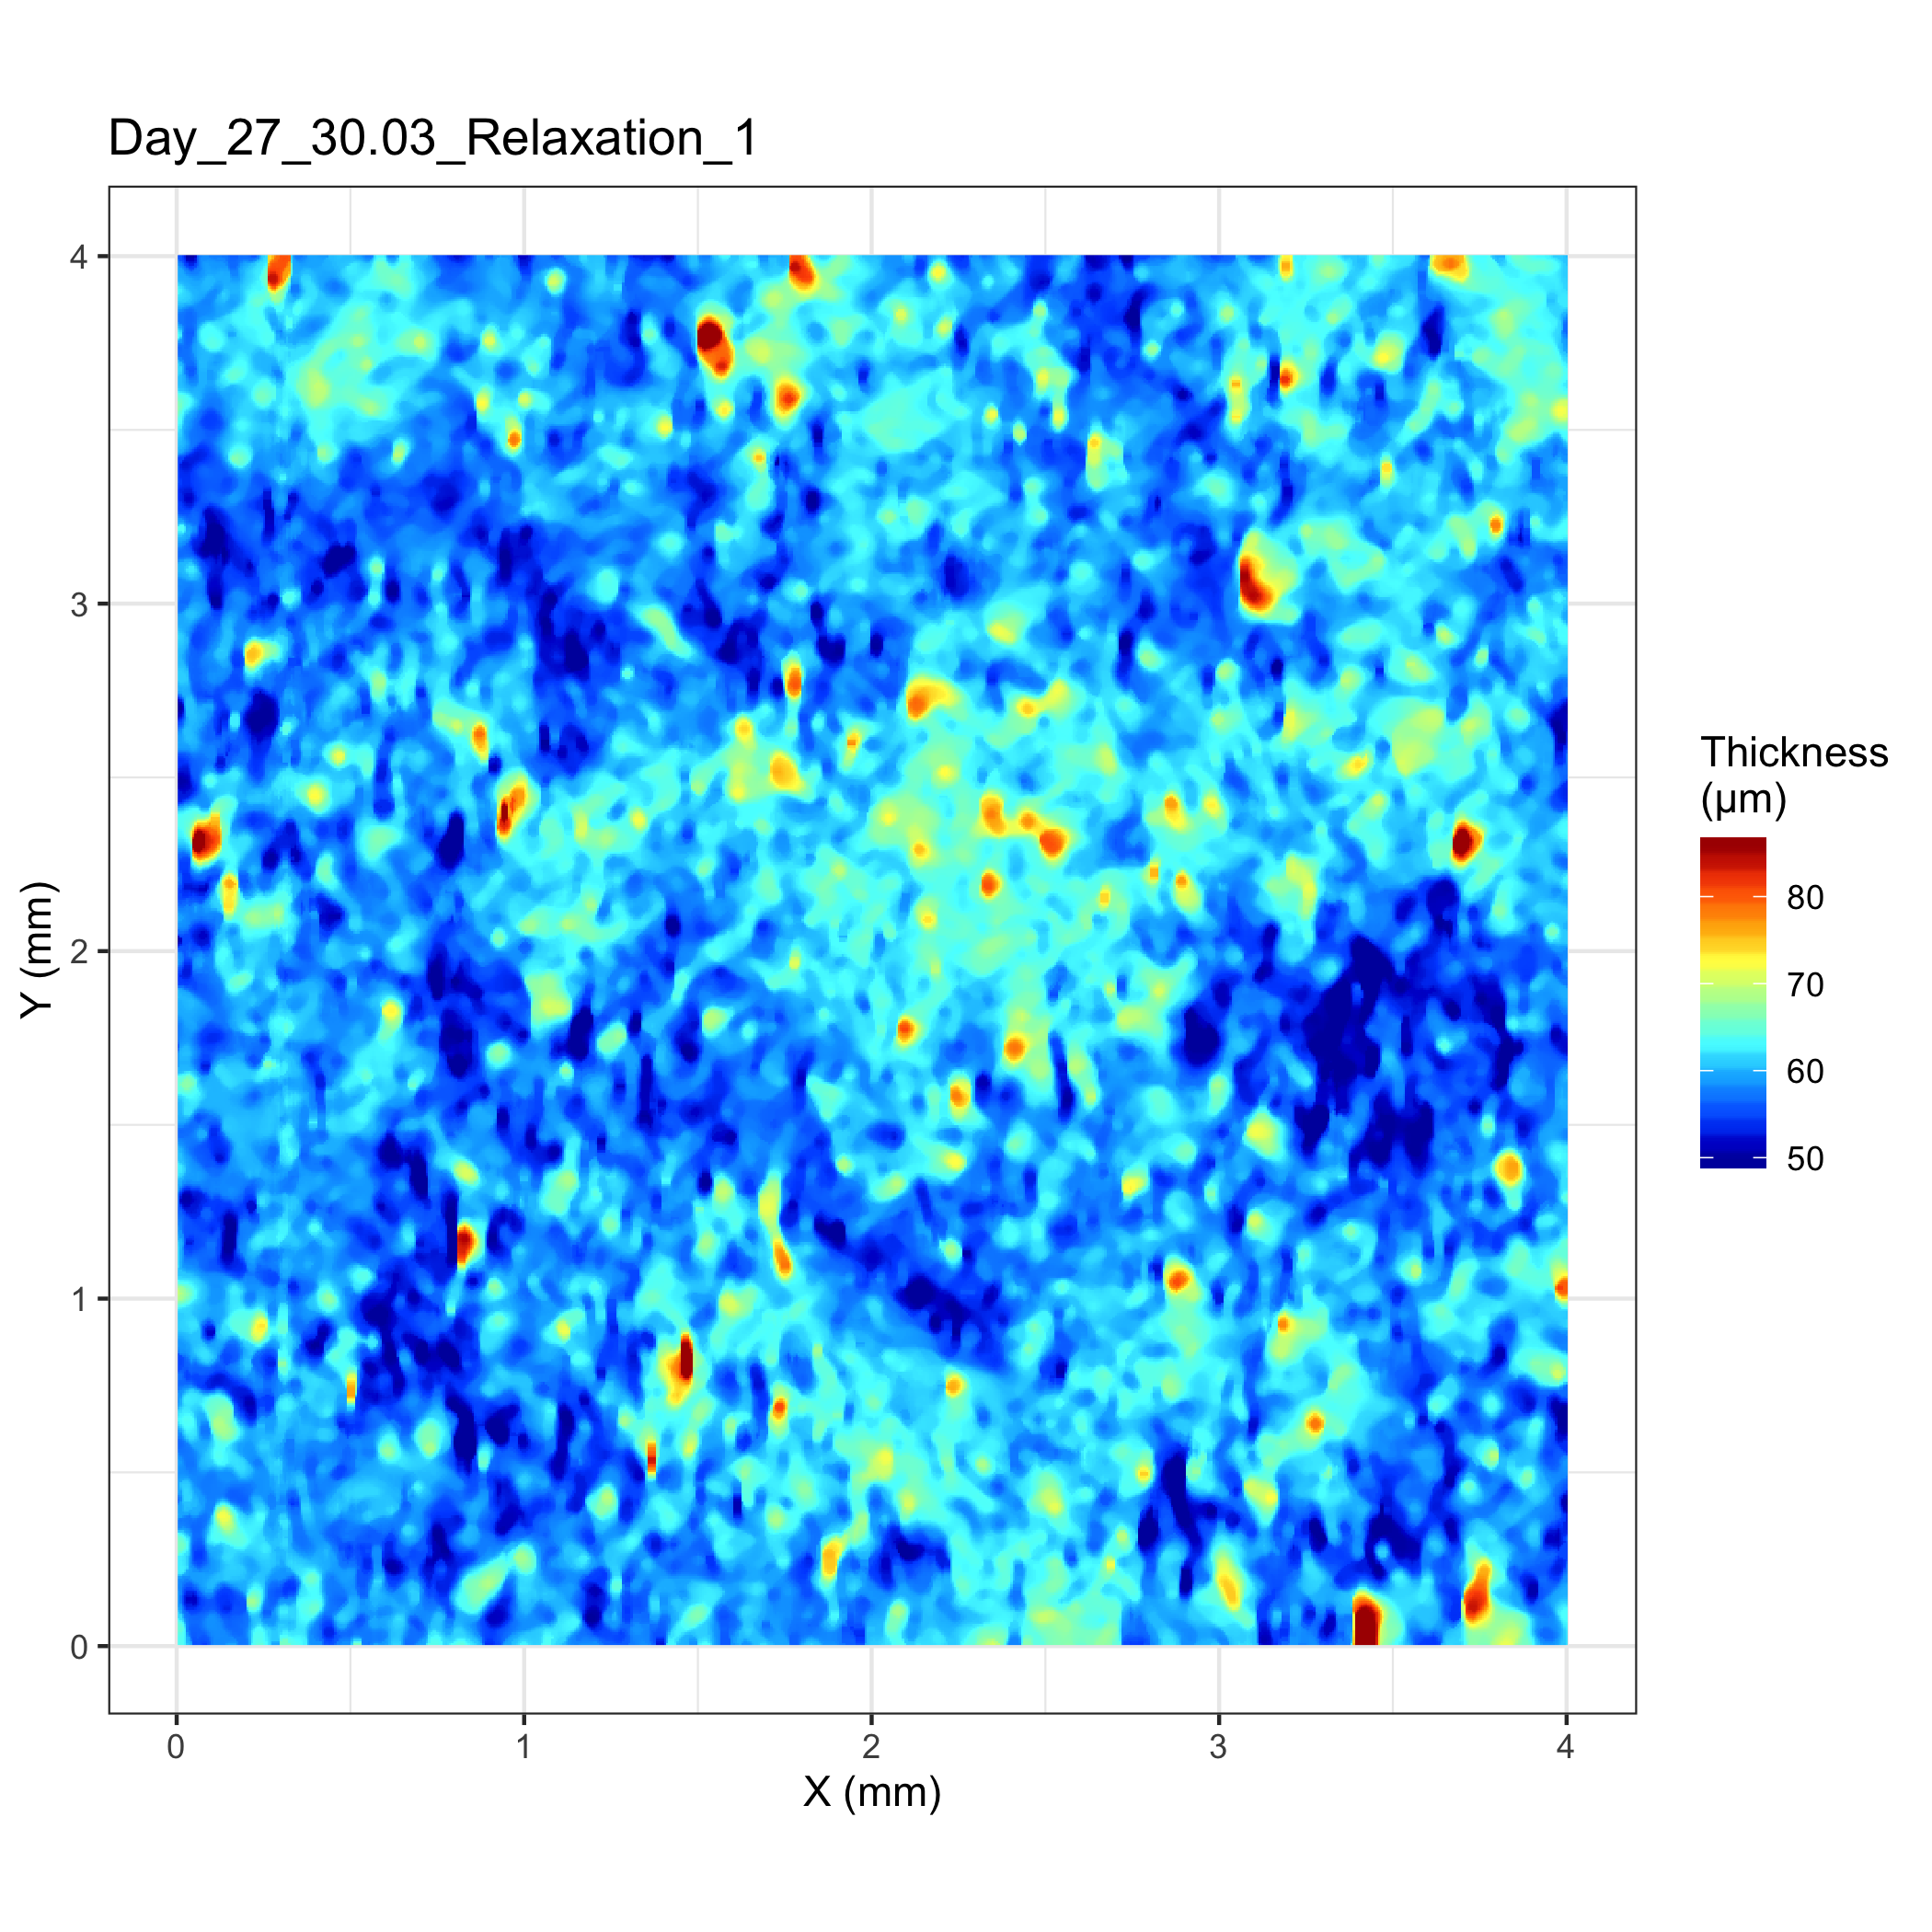 Day_27_30.03_Relaxation_1
4
3
2
1
0
Y (mm)
0 1 2 3 4
X (mm)
Thickness
(µm)
80
70
60
50